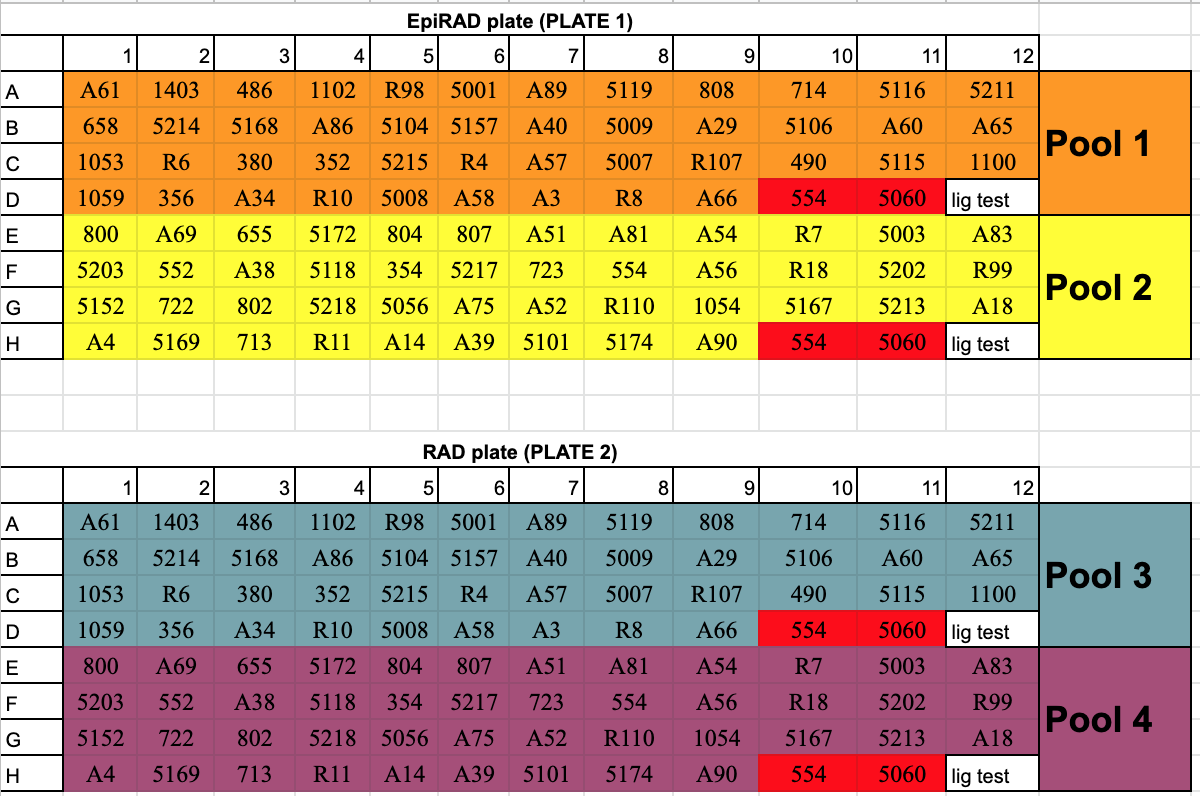 EpiRAD plate (PLATE 1)
1 2 3 4 5 6 7 8 9 10 11 12
A A61 1403 486 1102 R98 5001 A89 5119 808 714 5116 5211
B 658 5214 5168 A86 5104 5157 A40 5009 A29 5106 A60 A65
Pool 1
C 1053 R6 380 352 5215 R4 A57 5007 R107 490 5115 1100
D 1059 356 A34 R10 5008 A58 A3 R8 A66 554 5060 lig test
E 800 A69 655 5172 804 807 A51 A81 A54 R7 5003 A83
F 5203 552 A38 5118 354 5217 723 554 A56 R18 5202 R99
Pool 2
G 5152 722 802 5218 5056 A75 A52 R110 1054 5167 5213 A18
H A4 5169 713 R11 A14 A39 5101 5174 A90 554 5060 lig test
RAD plate (PLATE 2)
1 2 3 4 5 6 7 8 9 10 11 12
A A61 1403 486 1102 R98 5001 A89 5119 808 714 5116 5211
B 658 5214 5168 A86 5104 5157 A40 5009 A29 5106 A60 A65
Pool 3
C 1053 R6 380 352 5215 R4 A57 5007 R107 490 5115 1100
D 1059 356 A34 R10 5008 A58 A3 R8 A66 554 5060 lig test
E 800 A69 655 5172 804 807 A51 A81 A54 R7 5003 A83
F 5203 552 A38 5118 354 5217 723 554 A56 R18 5202 R99
Pool 4
G 5152 722 802 5218 5056 A75 A52 R110 1054 5167 5213 A18
H A4 5169 713 R11 A14 A39 5101 5174 A90 554 5060 lig test